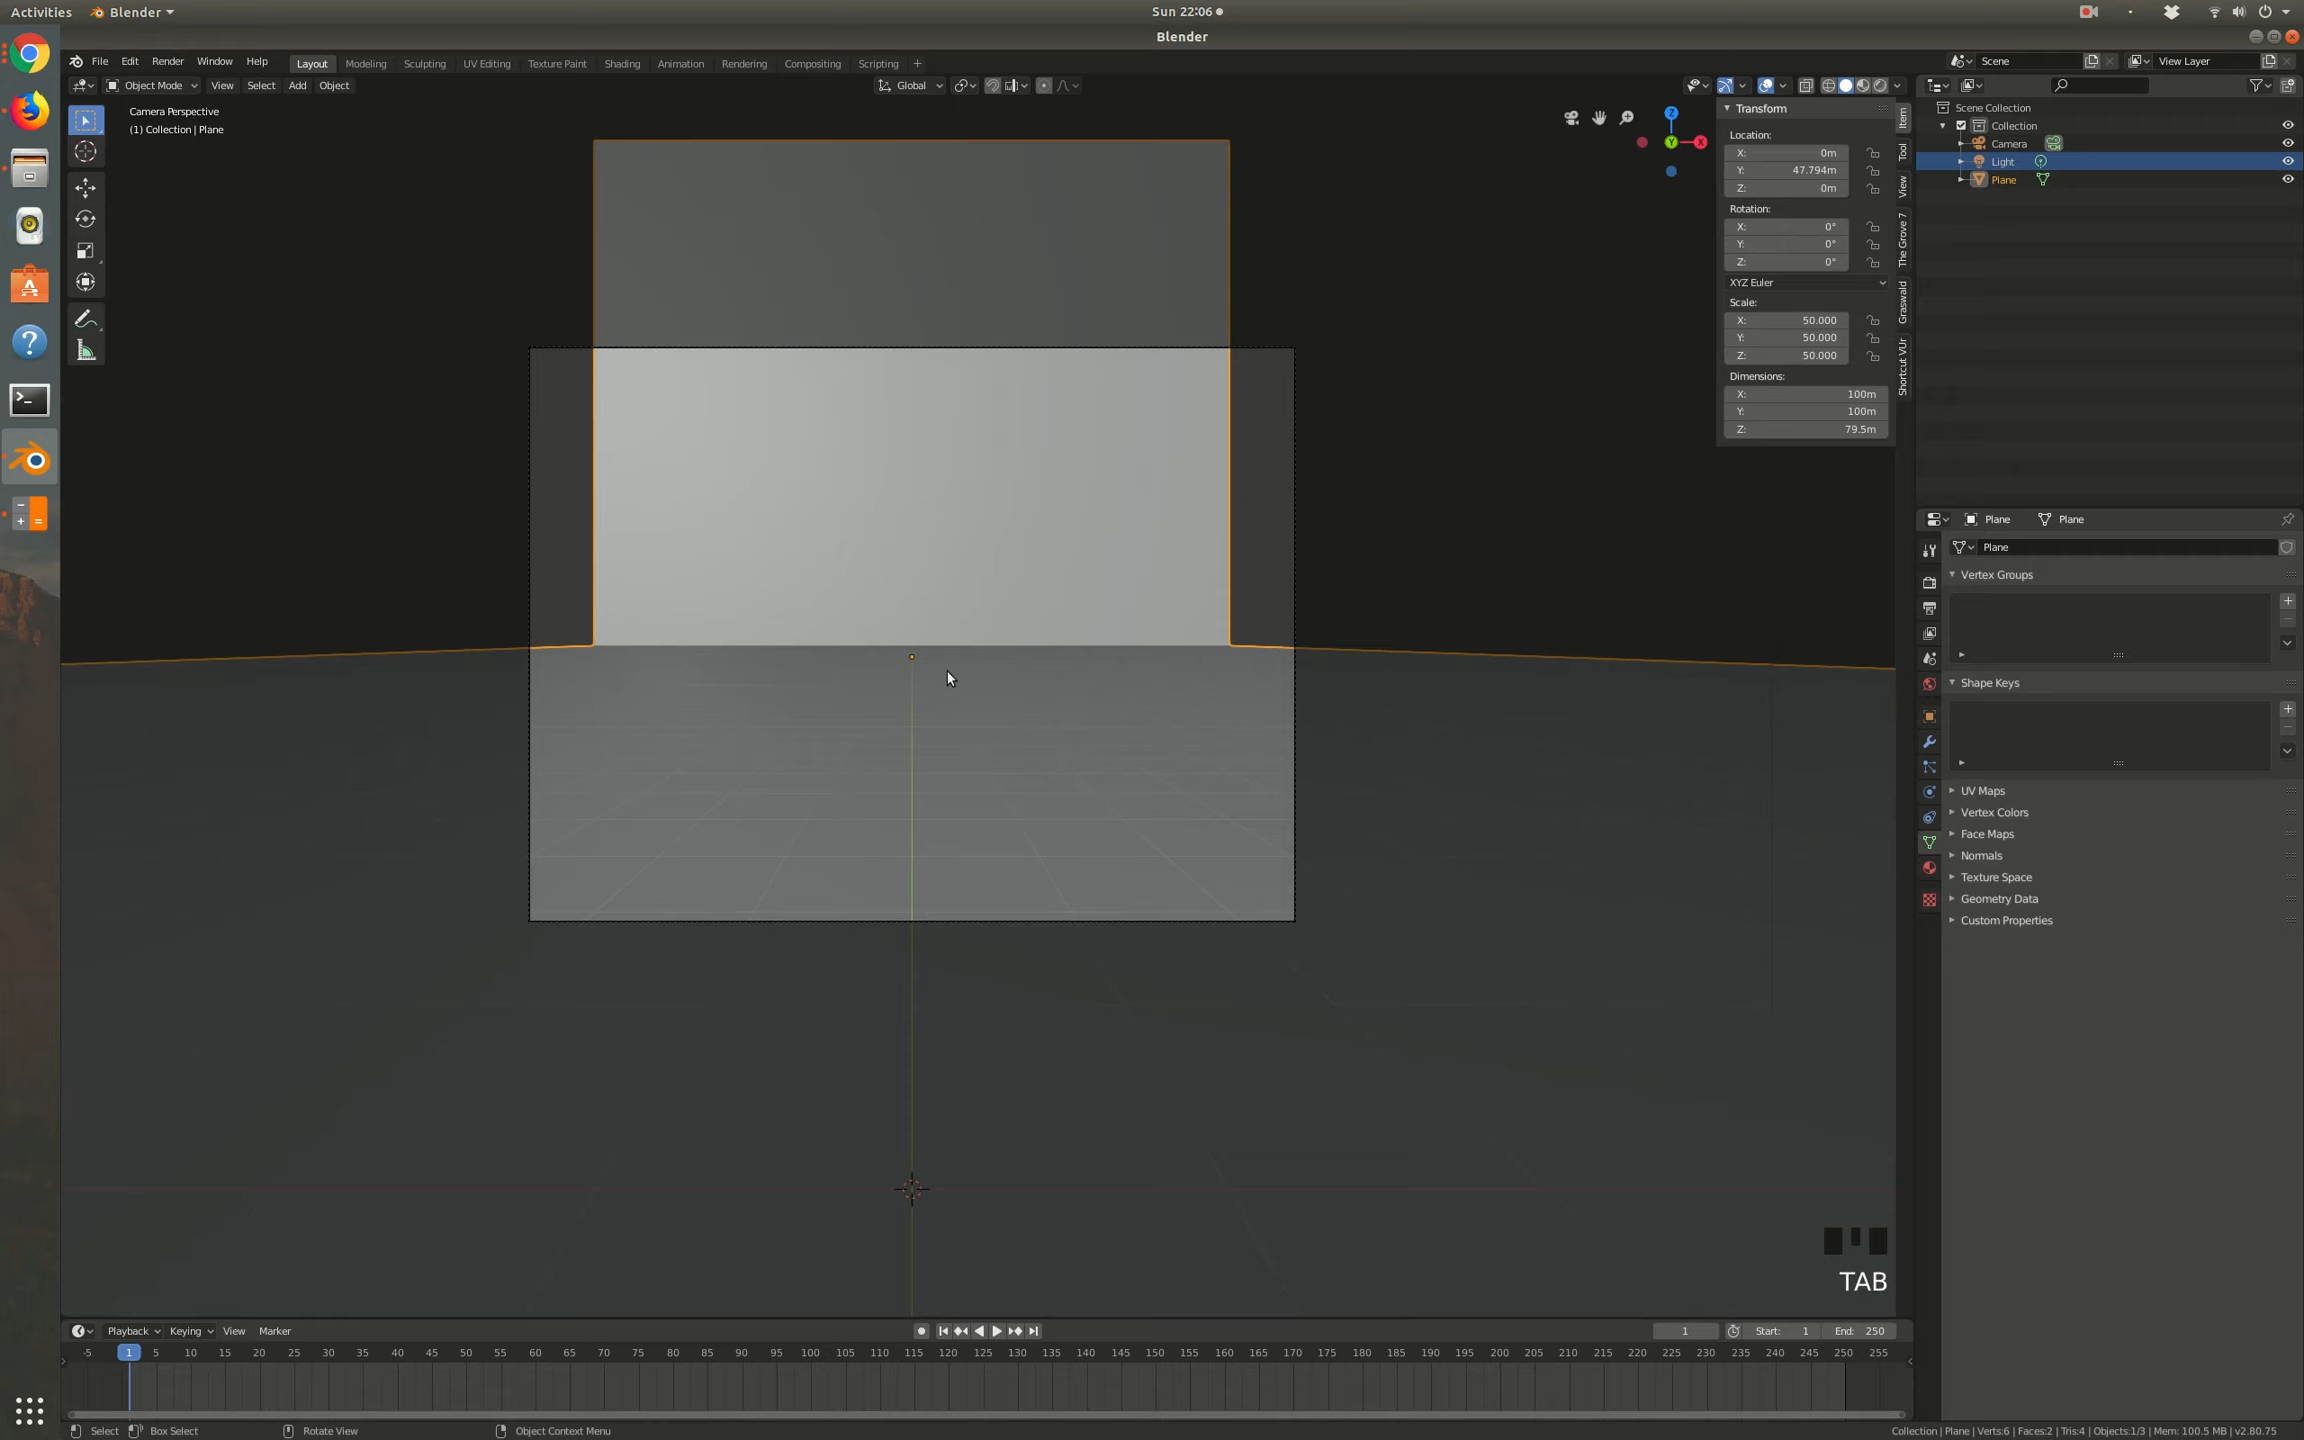 Activities Blender Sun 22:06
Blender
File Edit Render Window Help Layout Modeling Sculpting UV Editing Texture Paint Shading Animation Rendering Compositing Scripting + Scene View Layer
Object Mode View Select Add Object Global
Camera Perspective
(1) Collection | Plane
Z
Y
X
Transform
Location:
X: 0m
Y: 47.794m
Z: 0m
Rotation:
X: 0°
Y: 0°
Z: 0°
XYZ Euler
Scale:
X: 50.000
Y: 50.000
Z: 50.000
Dimensions:
X: 100m
Y: 100m
Z: 79.5m
Item
Tool
View
The Grove 7
Graswald
Shortcut VUr
Scene Collection
Collection
Camera
Light
Plane
Plane Plane
Plane
Vertex Groups
Shape Keys
UV Maps
Vertex Colors
Face Maps
Normals
Texture Space
Geometry Data
Custom Properties
TAB
Playback Keying View Marker 1 Start: 1 End: 250
-5 1 5 10 15 20 25 30 35 40 45 50 55 60 65 70 75 80 85 90 95 100 105 110 115 120 125 130 135 140 145 150 155 160 165 170 175 180 185 190 195 200 205 210 215 220 225 230 235 240 245 250 255
Select Box Select Rotate View Object Context Menu Collection | Plane | Verts:6 | Faces:2 | Tris:4 | Objects:1/3 | Mem: 100.5 MB | v2.80.75